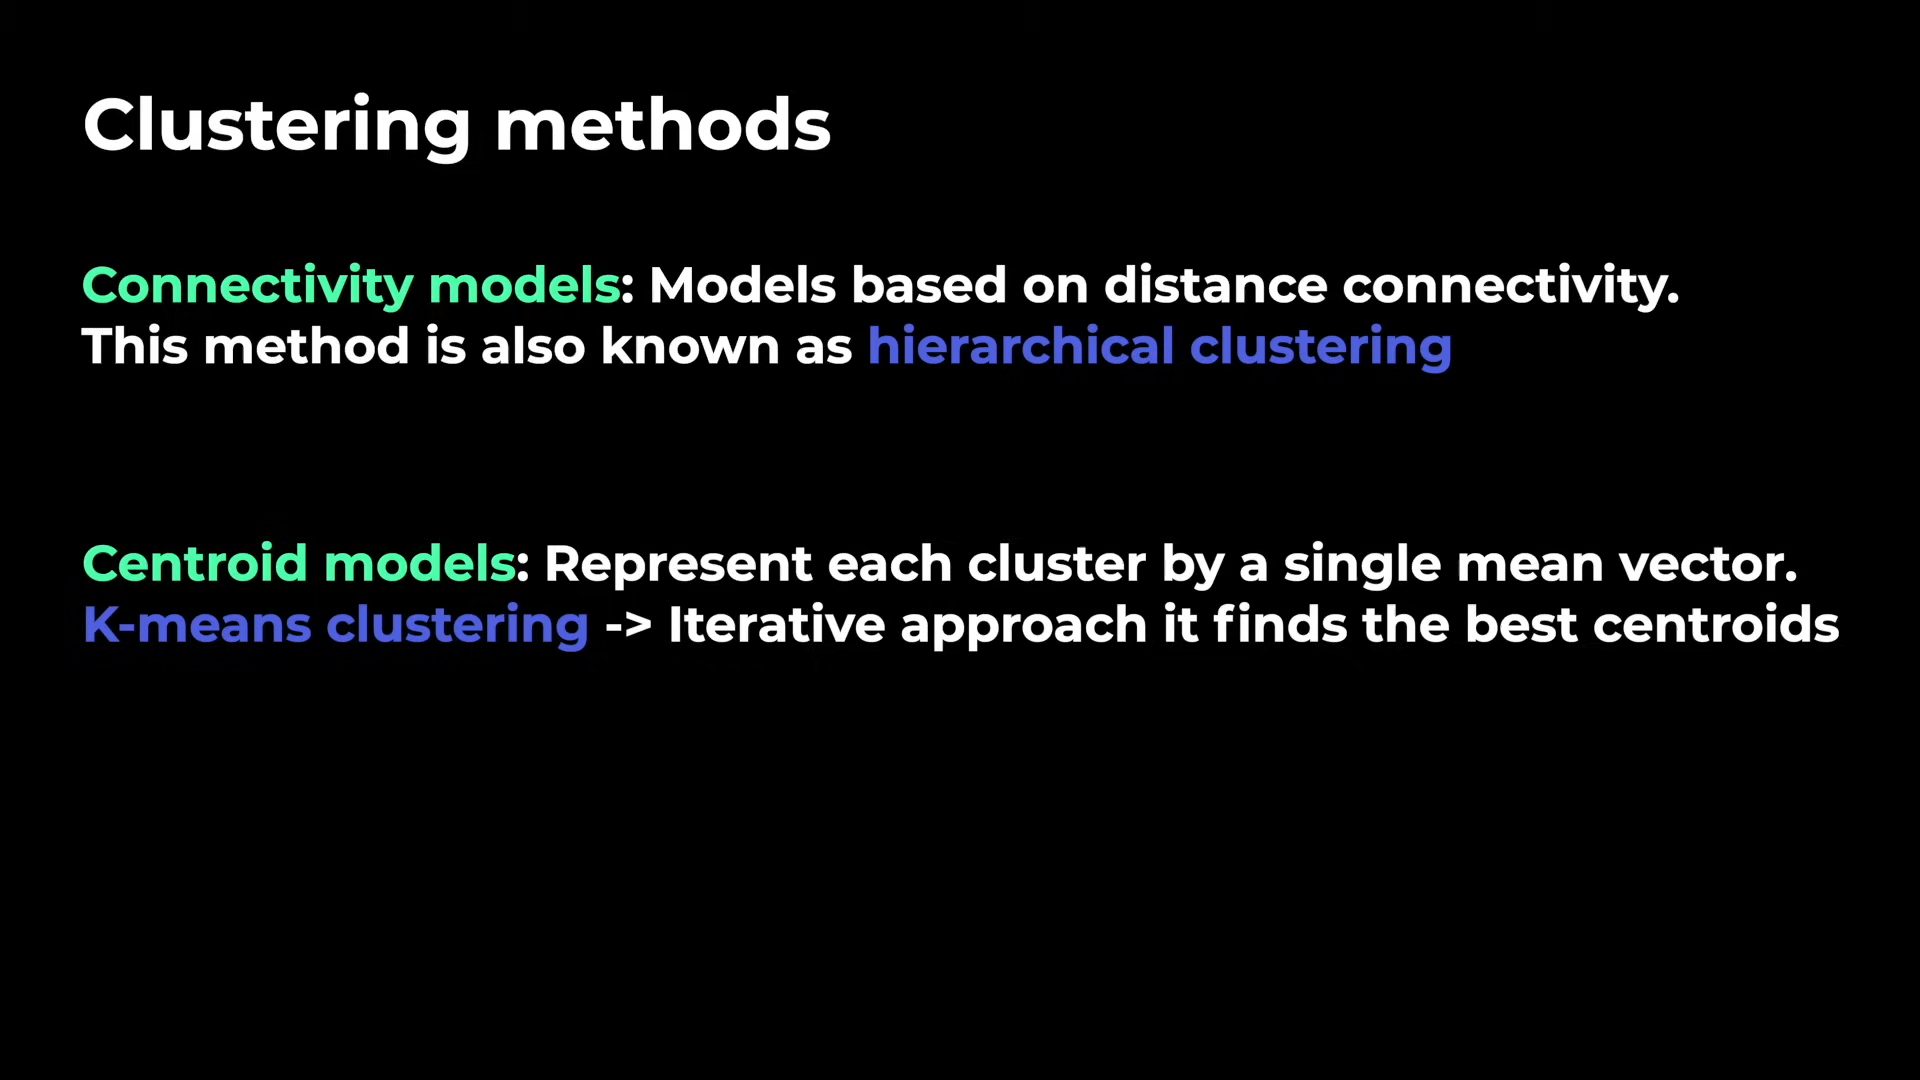 Clustering methods
Connectivity models: Models based on distance connectivity.
This method is also known as hierarchical clustering
Centroid models: Represent each cluster by a single mean vector.
K-means clustering -> Iterative approach it finds the best centroids